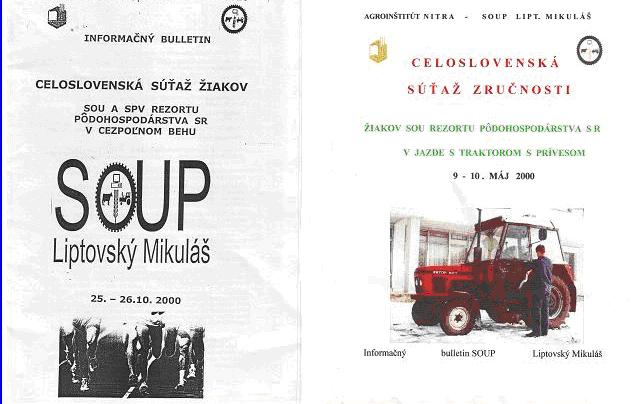 INFORMAČNÝ BULLETIN
CELOSLOVENSKÁ SÚŤAŽ ŽIAKOV
SOU A SPV REZORTU
PÔDOHOSPODÁRSTVA SR
V CEZPOĽNOM BEHU
SOUP
Liptovský Mikuláš
25. – 26.10. 2000
AGROINŠTITÚT NITRA - SOUP LIPT. MIKULÁŠ
CELOSLOVENSKÁ
SÚŤAŽ ZRUČNOSTI
ŽIAKOV SOU REZORTU PÔDOHOSPODÁRSTVA S R
V JAZDE S TRAKTOROM S PRÍVESOM
9 - 10. MÁJ 2000
Informačný bulletin SOUP Liptovský Mikuláš